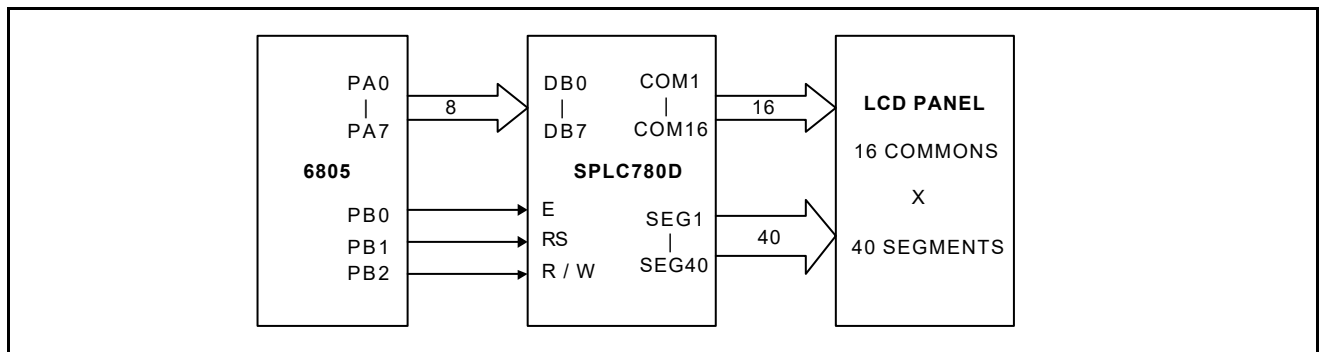 PA0
|
PA7
6805
PB0
PB1
PB2
8
DB0
|
DB7
COM1
|
COM16
SPLC780D
E
RS
R / W
SEG1
|
SEG40
16
40
LCD PANEL
16 COMMONS
X
40 SEGMENTS